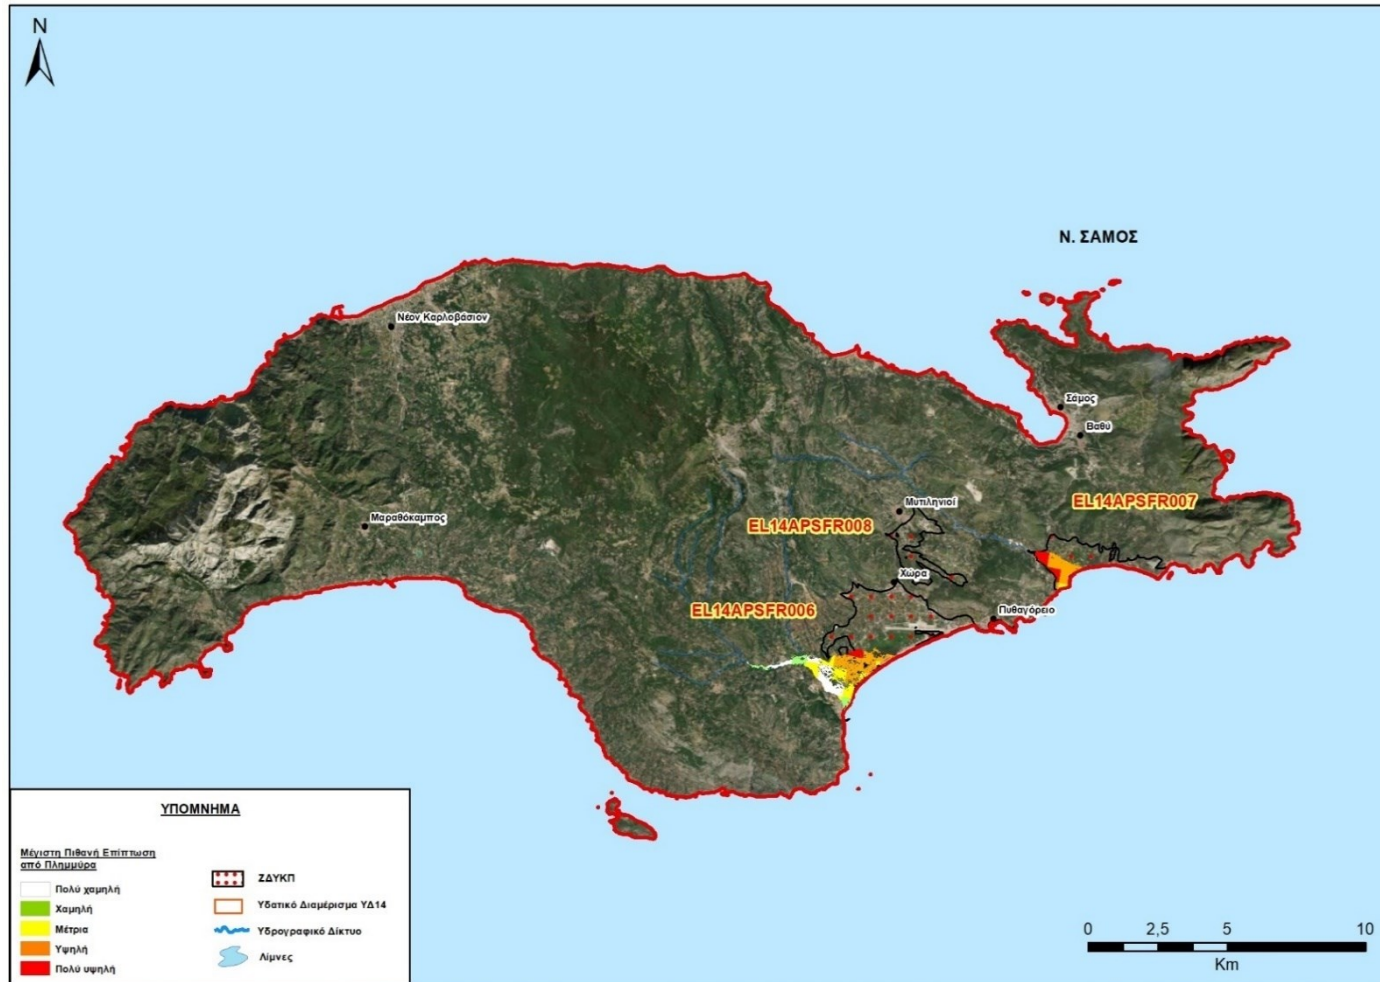 N
Ν. ΣΑΜΟΣ
Νέον Καρλοβάσιον
Σάμος
Βαθύ
Μυτιληνιοί
EL14APSFR007
Μαραθόκαμπος
EL14APSFR008
Χώρα
EL14APSFR006
Πυθαγόρειο
ΥΠΟΜΝΗΜΑ
Μέγιστη Πιθανή Επίπτωση
από Πλημμύρα
Πολύ χαμηλή
Χαμηλή
Μέτρια
Υψηλή
Πολύ υψηλή
ΖΔΥΚΠ
Υδατικό Διαμέρισμα ΥΔ14
Υδρογραφικό Δίκτυο
Λίμνες
0 2,5 5 10
Km